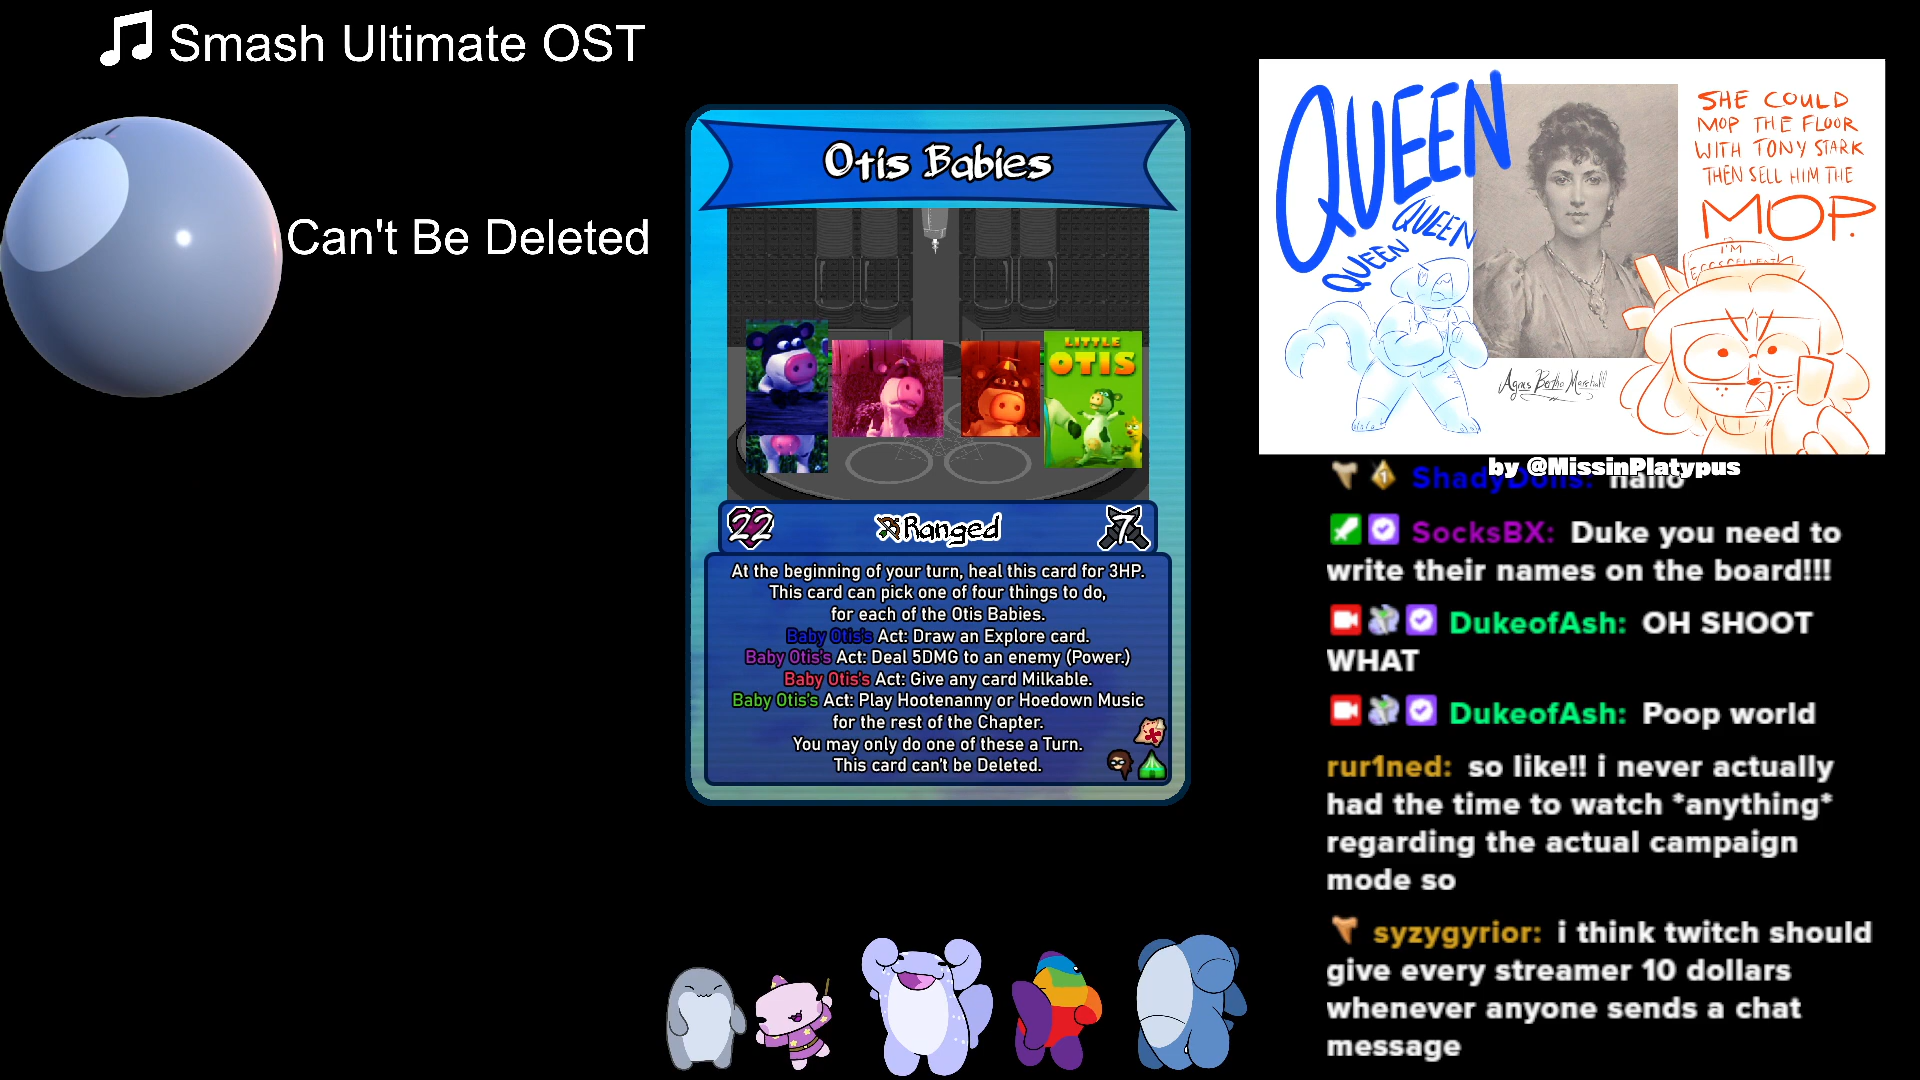 Smash Ultimate OST
Can't Be Deleted
Otis Babies
LITTLE
OTIS
22
Ranged
7
At the beginning of your turn, heal this card for 3HP.
This card can pick one of four things to do,
for each of the Otis Babies.
Baby Otis's Act: Draw an Explore card.
Baby Otis's Act: Deal 5DMG to an enemy (Power.)
Baby Otis's Act: Give any card Milkable.
Baby Otis's Act: Play Hootenanny or Hoedown Music
for the rest of the Chapter.
You may only do one of these a Turn.
This card can't be Deleted.
QUEEN
QUEEN
QUEEN
SHE COULD
MOP THE FLOOR
WITH TONY STARK
THEN SELL HIM THE
MOP.
I'M
Agnes Bertha Marshall
by @MissinPlatypus
ShadyDolls:
SocksBX: Duke you need to
write their names on the board!!!
DukeofAsh: OH SHOOT
WHAT
DukeofAsh: Poop world
rur1ned: so like!! i never actually
had the time to watch *anything*
regarding the actual campaign
mode so
syzygyrior: i think twitch should
give every streamer 10 dollars
whenever anyone sends a chat
message